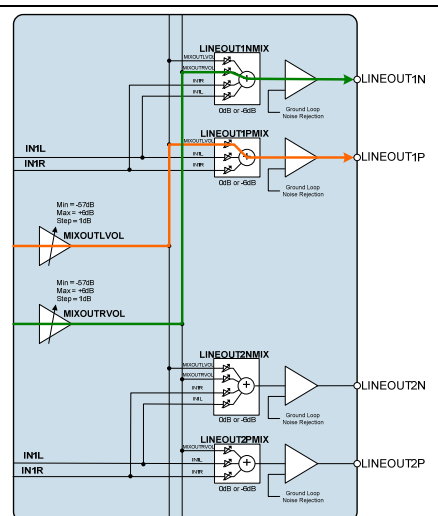 LINEOUT1NMIX
MIXOUTLVOL
MIXOUTRVOL
IN1R
IN1L
0dB or -6dB
Ground Loop
Noise Rejection
LINEOUT1N
LINEOUT1PMIX
MIXOUTLVOL
IN1L
IN1R
0dB or -6dB
Ground Loop
Noise Rejection
LINEOUT1P
IN1L
IN1R
Min = -57dB
Max = +6dB
Step = 1dB
MIXOUTLVOL
Min = -57dB
Max = +6dB
Step = 1dB
MIXOUTRVOL
LINEOUT2NMIX
MIXOUTLVOL
MIXOUTRVOL
IN1R
IN1L
0dB or -6dB
Ground Loop
Noise Rejection
LINEOUT2N
LINEOUT2PMIX
MIXOUTRVOL
IN1L
IN1R
0dB or -6dB
Ground Loop
Noise Rejection
LINEOUT2P
IN1L
IN1R